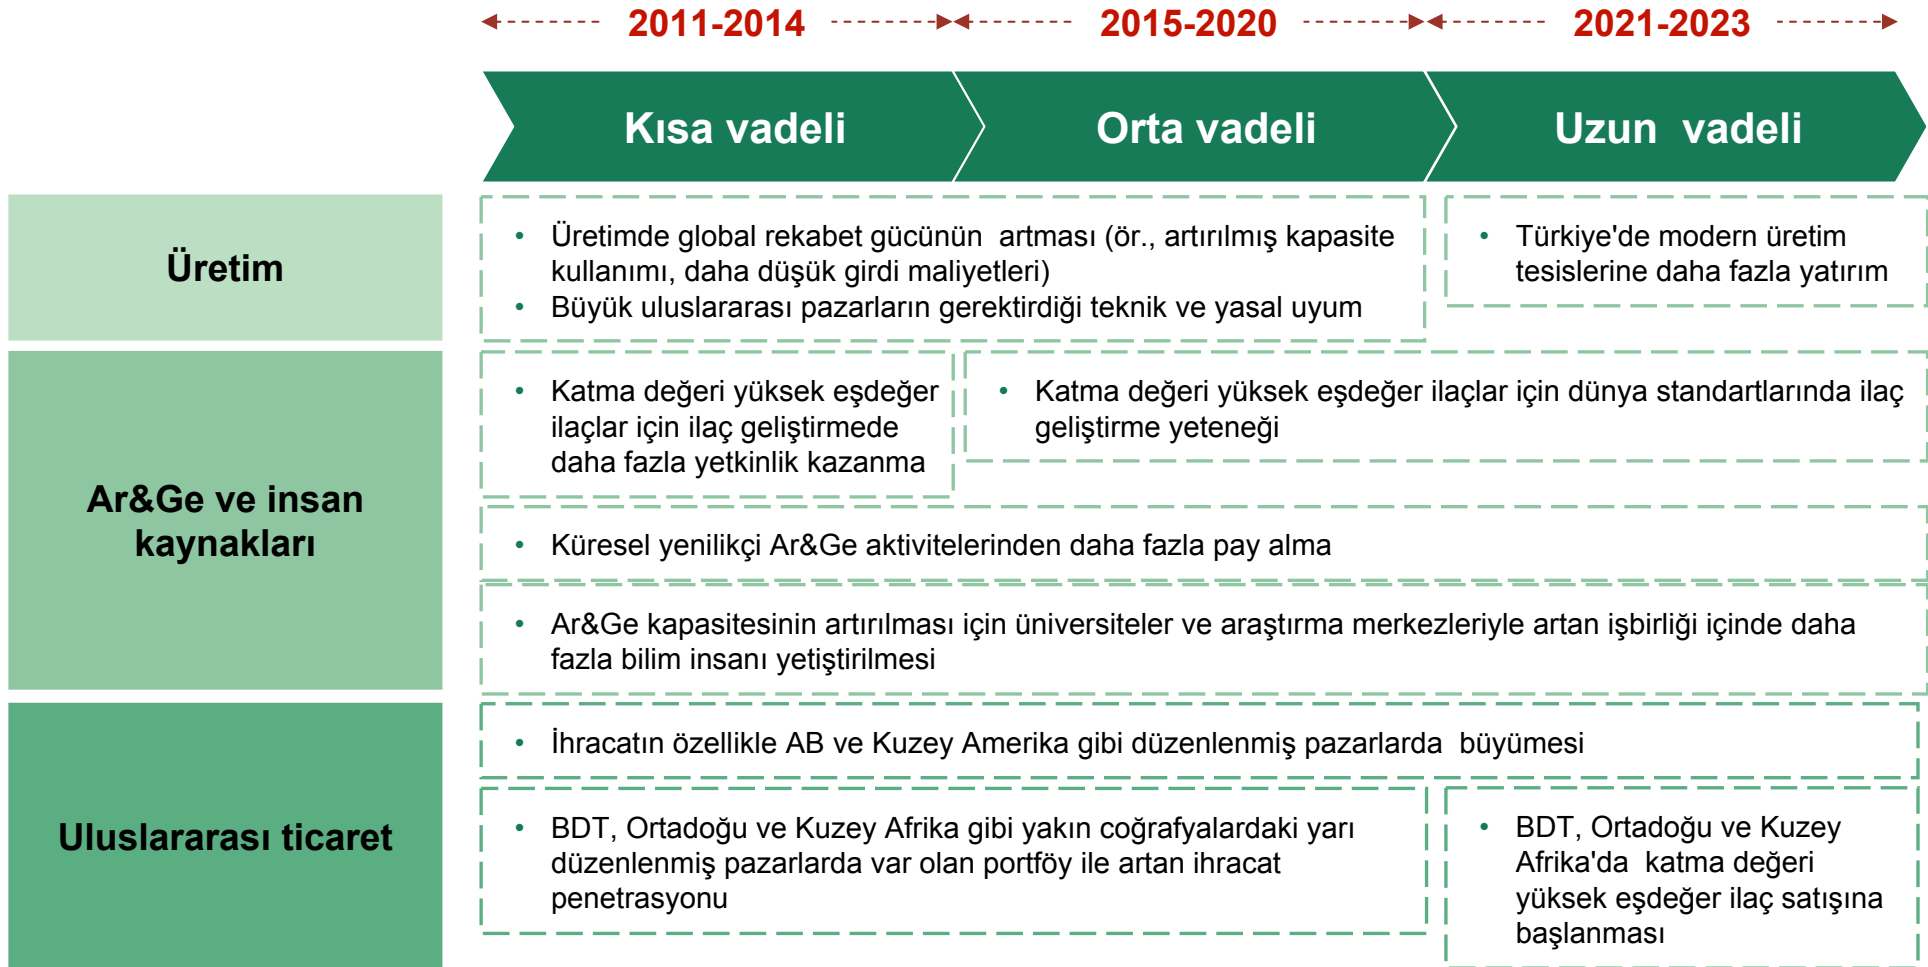 2011-2014
2015-2020
2021-2023
Kısa vadeli
Orta vadeli
Uzun vadeli
Üretim
• Üretimde global rekabet gücünün artması (ör., artırılmış kapasite
kullanımı, daha düşük girdi maliyetleri)
• Büyük uluslararası pazarların gerektirdiği teknik ve yasal uyum
• Türkiye'de modern üretim
tesislerine daha fazla yatırım
Ar&Ge ve insan
kaynakları
• Katma değeri yüksek eşdeğer
ilaçlar için ilaç geliştirmede
daha fazla yetkinlik kazanma
• Katma değeri yüksek eşdeğer ilaçlar için dünya standartlarında ilaç
geliştirme yeteneği
• Küresel yenilikçi Ar&Ge aktivitelerinden daha fazla pay alma
• Ar&Ge kapasitesinin artırılması için üniversiteler ve araştırma merkezleriyle artan işbirliği içinde daha
fazla bilim insanı yetiştirilmesi
Uluslararası ticaret
• İhracatın özellikle AB ve Kuzey Amerika gibi düzenlenmiş pazarlarda büyümesi
• BDT, Ortadoğu ve Kuzey Afrika gibi yakın coğrafyalardaki yarı
düzenlenmiş pazarlarda var olan portföy ile artan ihracat
penetrasyonu
• BDT, Ortadoğu ve Kuzey
Afrika'da katma değeri
yüksek eşdeğer ilaç satışına
başlanması